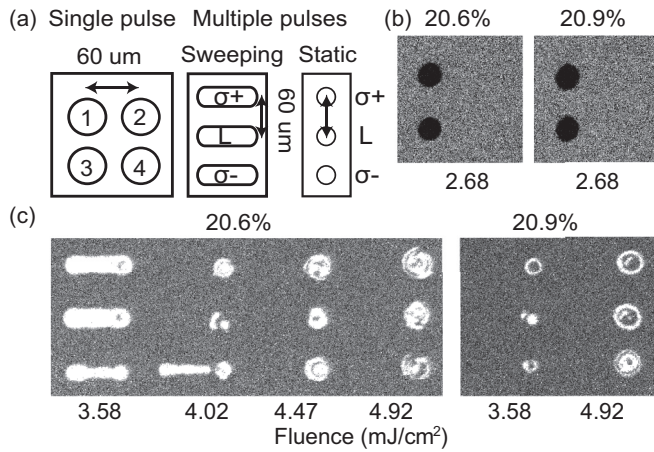 (a) Single pulse
Multiple pulses
60 um
Sweeping
Static
1 2
3 4
σ+
L
σ-
60 um
σ+
L
σ-
(b) 20.6% 20.9%
2.68 2.68
(c) 20.6% 20.9%
3.58 4.02 4.47 4.92 3.58 4.92
Fluence (mJ/cm²)